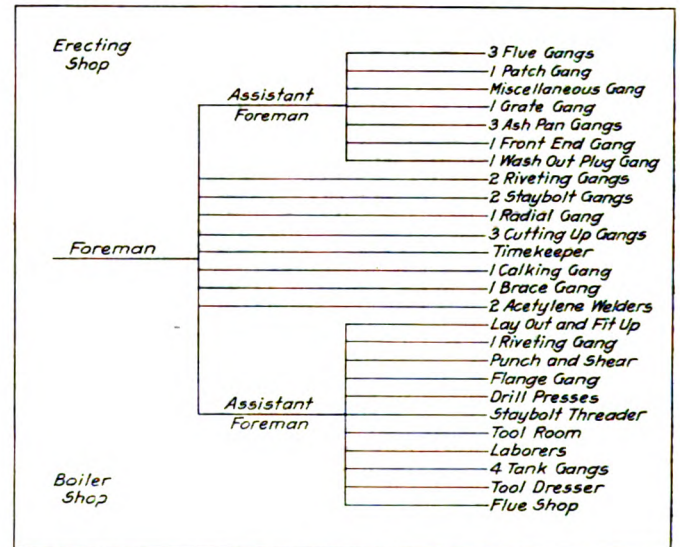 Erecting
Shop
3 Flue Gangs
1 Patch Gang
Miscellaneous Gang
Assistant
Foreman
1 Grate Gang
3 Ash Pan Gangs
1 Front End Gang
1 Wash Out Plug Gang
2 Riveting Gangs
2 Staybolt Gangs
1 Radial Gang
3 Cutting Up Gangs
Foreman
Timekeeper
1 Calking Gang
1 Brace Gang
2 Acetylene Welders
Lay Out and Fit Up
1 Riveting Gang
Punch and Shear
Flange Gang
Drill Presses
Assistant
Foreman
Staybolt Threader
Tool Room
Laborers
4 Tank Gangs
Boiler
Shop
Tool Dresser
Flue Shop